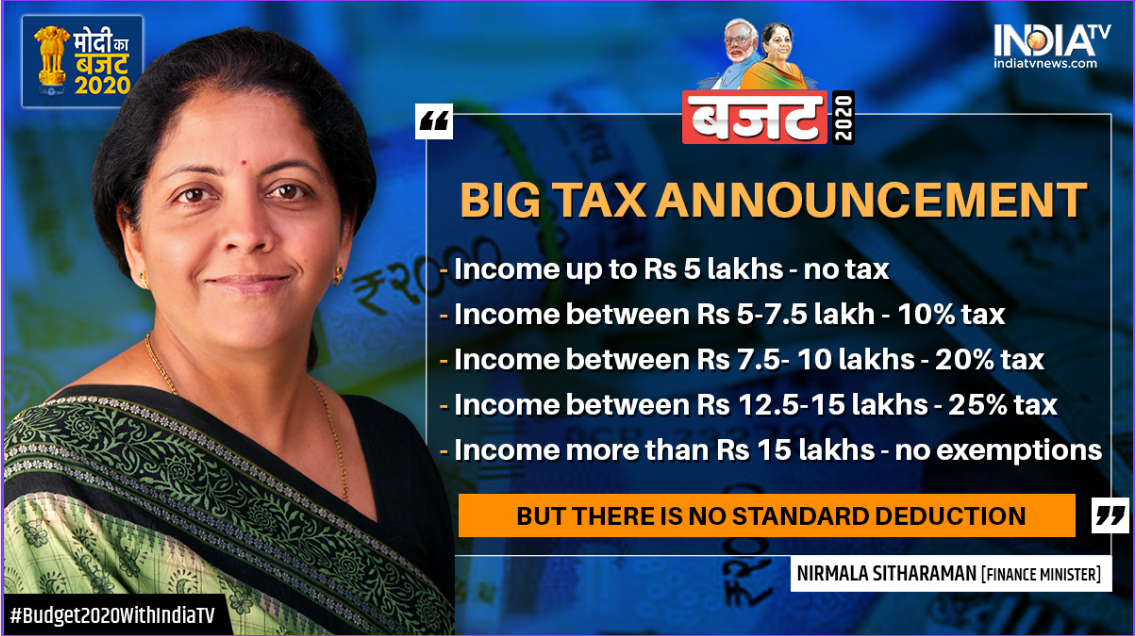 मोदी का
बजट
2020
INDIA TV
indiatvnews.com
बजट 2020
“
BIG TAX ANNOUNCEMENT
- Income up to Rs 5 lakhs - no tax
- Income between Rs 5-7.5 lakh - 10% tax
- Income between Rs 7.5- 10 lakhs - 20% tax
- Income between Rs 12.5-15 lakhs - 25% tax
- Income more than Rs 15 lakhs - no exemptions
BUT THERE IS NO STANDARD DEDUCTION
”
NIRMALA SITHARAMAN [FINANCE MINISTER]
#Budget2020WithIndiaTV
₹२०००